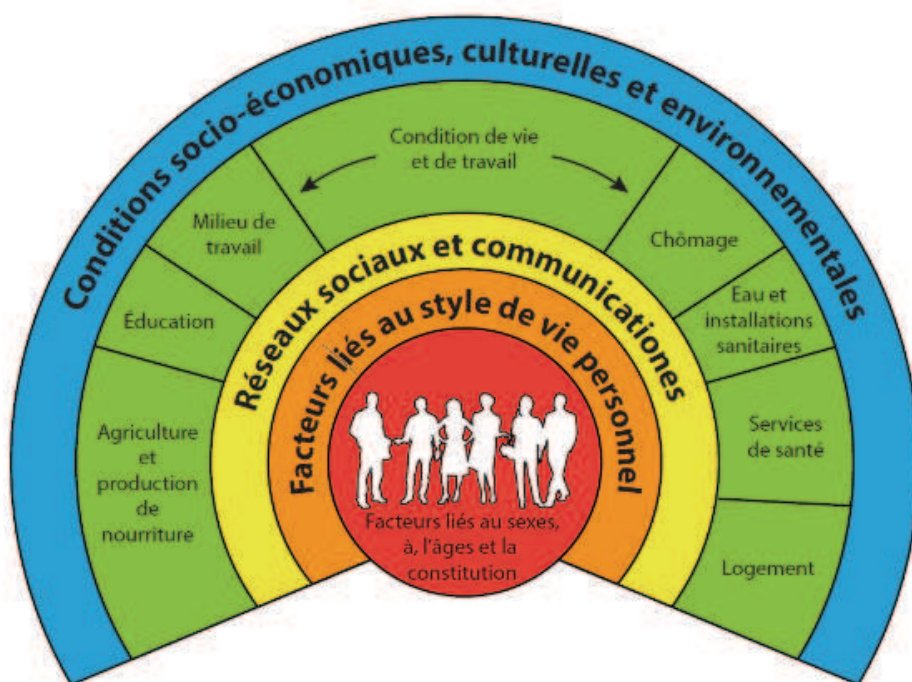 Conditions socio-économiques, culturelles et environnementales
Condition de vie
et de travail
Milieu de
travail
Éducation
Agriculture
et
production
de
nourriture
Chômage
Eau et
installations
sanitaires
Services
de santé
Logement
Réseaux sociaux et communicationes
Facteurs liés au style de vie personnel
Facteurs liés au sexes,
à, l'âges et la
constitution